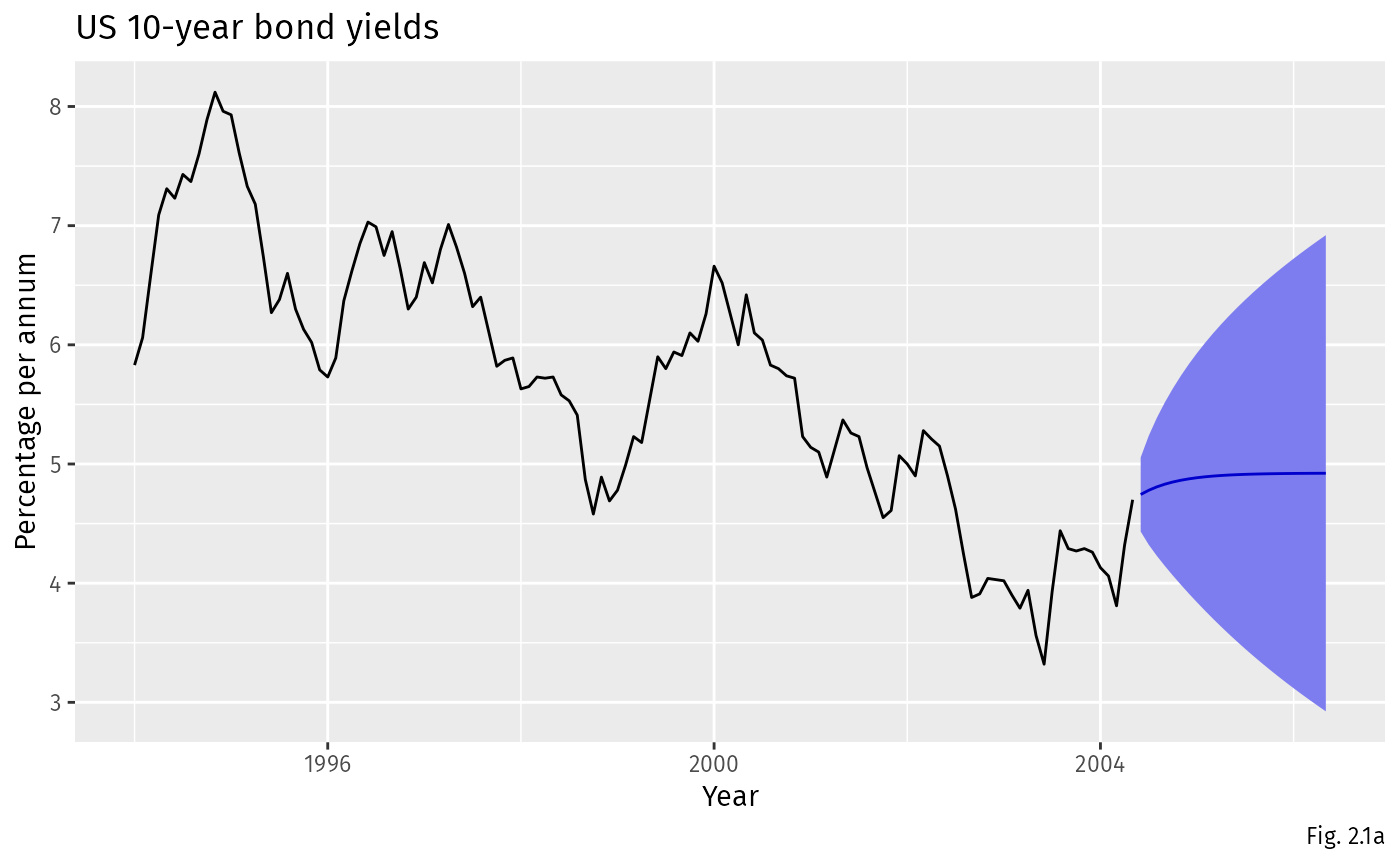 US 10-year bond yields
Percentage per annum
8
7
6
5
4
3
1996
2000
2004
Year
Fig. 2.1a